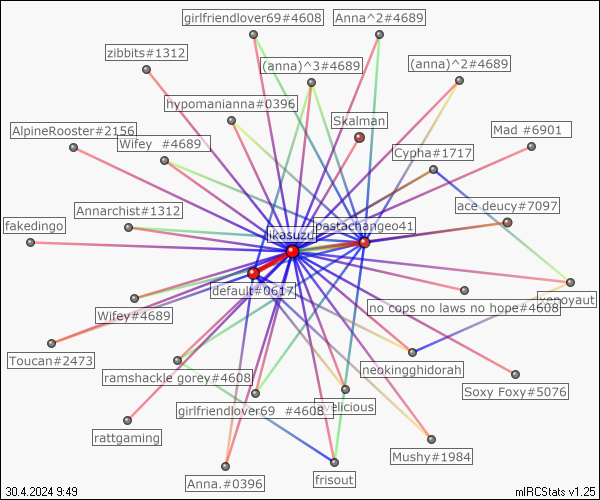 girlfriendlover69#4608
Anna^2#4689
zibbits#1312
(anna)^3#4689
(anna)^2#4689
hypomanianna#0396
Skalman
AlpineRooster#2156
Wifey  #4689
Mad #6901
Cypha#1717
Annarchist#1312
ace deucy#7097
pastachangeo41
ikasuzu
fakedingo
default#0617
xenoyaut
no cops no laws no hope#4608
Wifey#4689
Toucan#2473
neokingghidorah
ramshackle gorey#4608
Soxy Foxy#5076
girlfriendlover69  #4608
rattgaming
Mushy#1984
Anna.#0396
frisout
30.4.2024 9:49
mIRCStats v1.25